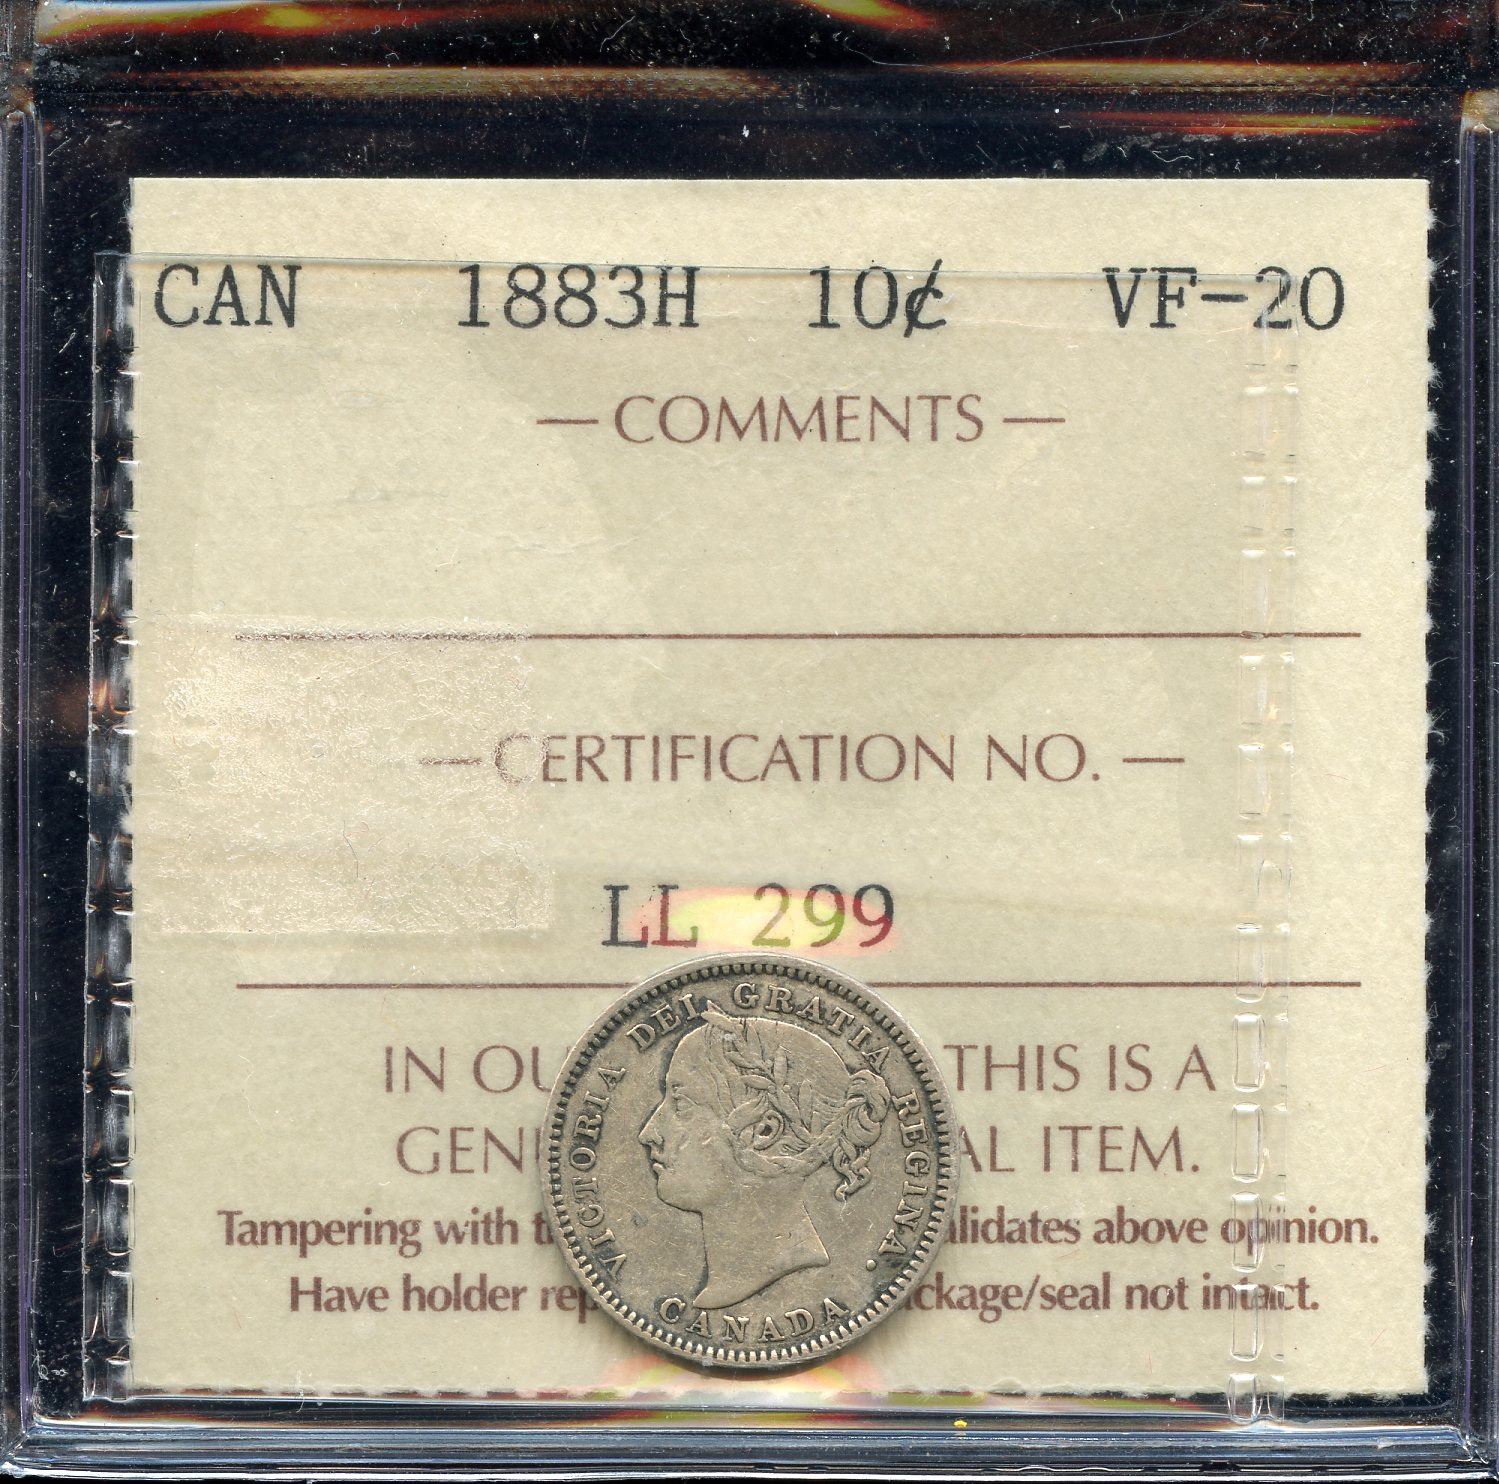 CAN 1883H 10¢ VF-20
— COMMENTS —
— CERTIFICATION NO. —
LL 299
VICTORIA DEI GRATIA REGINA.
CANADA
IN OU THIS IS A
GENU AL ITEM.
Tampering with t alidates above opinion.
Have holder rep ckage/seal not intact.